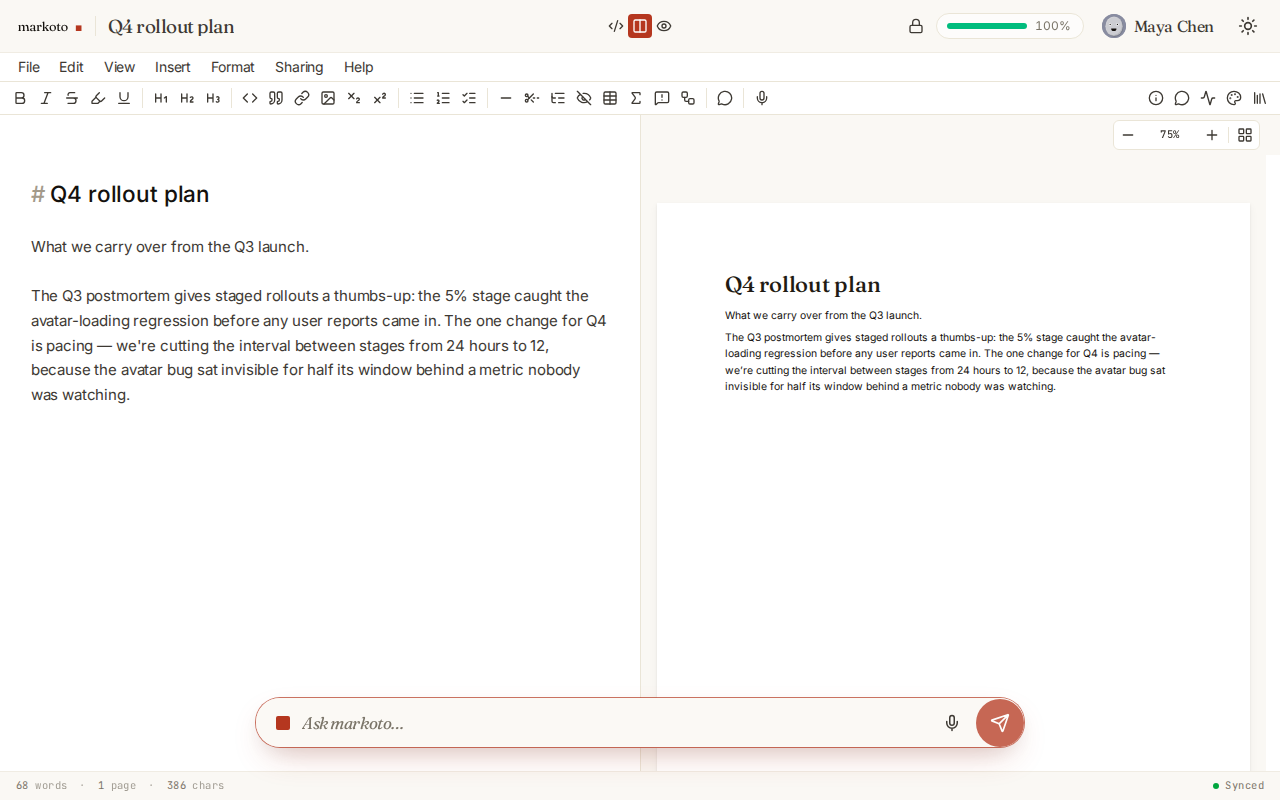 markoto
Q4 rollout plan
100%
Maya Chen
File Edit View Insert Format Sharing Help
H1 H2 H3
75%
# Q4 rollout plan
What we carry over from the Q3 launch.
The Q3 postmortem gives staged rollouts a thumbs-up: the 5% stage caught the
avatar-loading regression before any user reports came in. The one change for Q4
is pacing — we're cutting the interval between stages from 24 hours to 12,
because the avatar bug sat invisible for half its window behind a metric nobody
was watching.
Q4 rollout plan
What we carry over from the Q3 launch.
The Q3 postmortem gives staged rollouts a thumbs-up: the 5% stage caught the avatar-
loading regression before any user reports came in. The one change for Q4 is pacing —
we're cutting the interval between stages from 24 hours to 12, because the avatar bug sat
invisible for half its window behind a metric nobody was watching.
Ask markoto...
68 words · 1 page · 386 chars
Synced